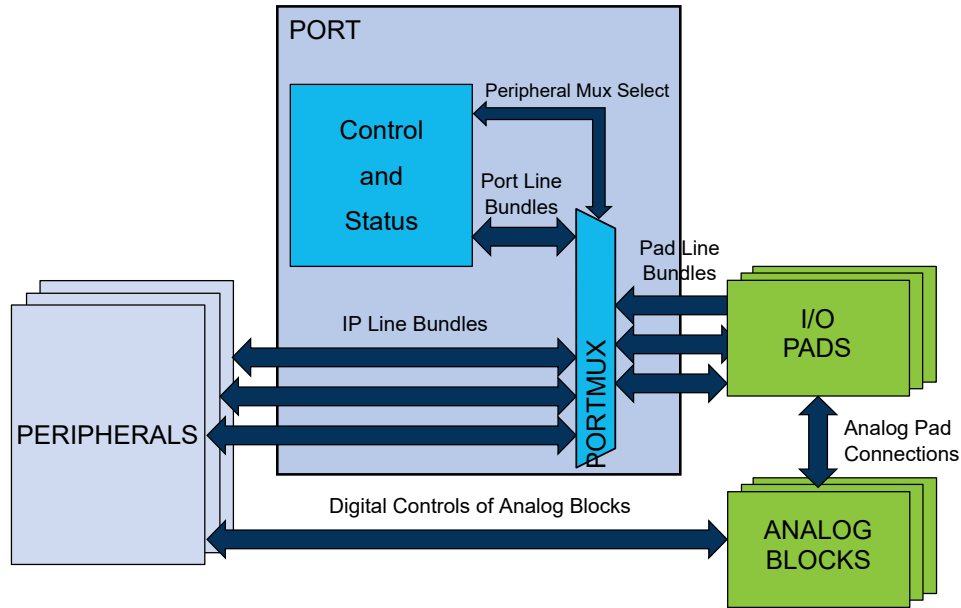 PORT
Peripheral Mux Select
Control
and
Status
Port Line
Bundles
Pad Line
Bundles
I/O
PADS
IP Line Bundles
PORTMUX
PERIPHERALS
Analog Pad
Connections
Digital Controls of Analog Blocks
ANALOG
BLOCKS